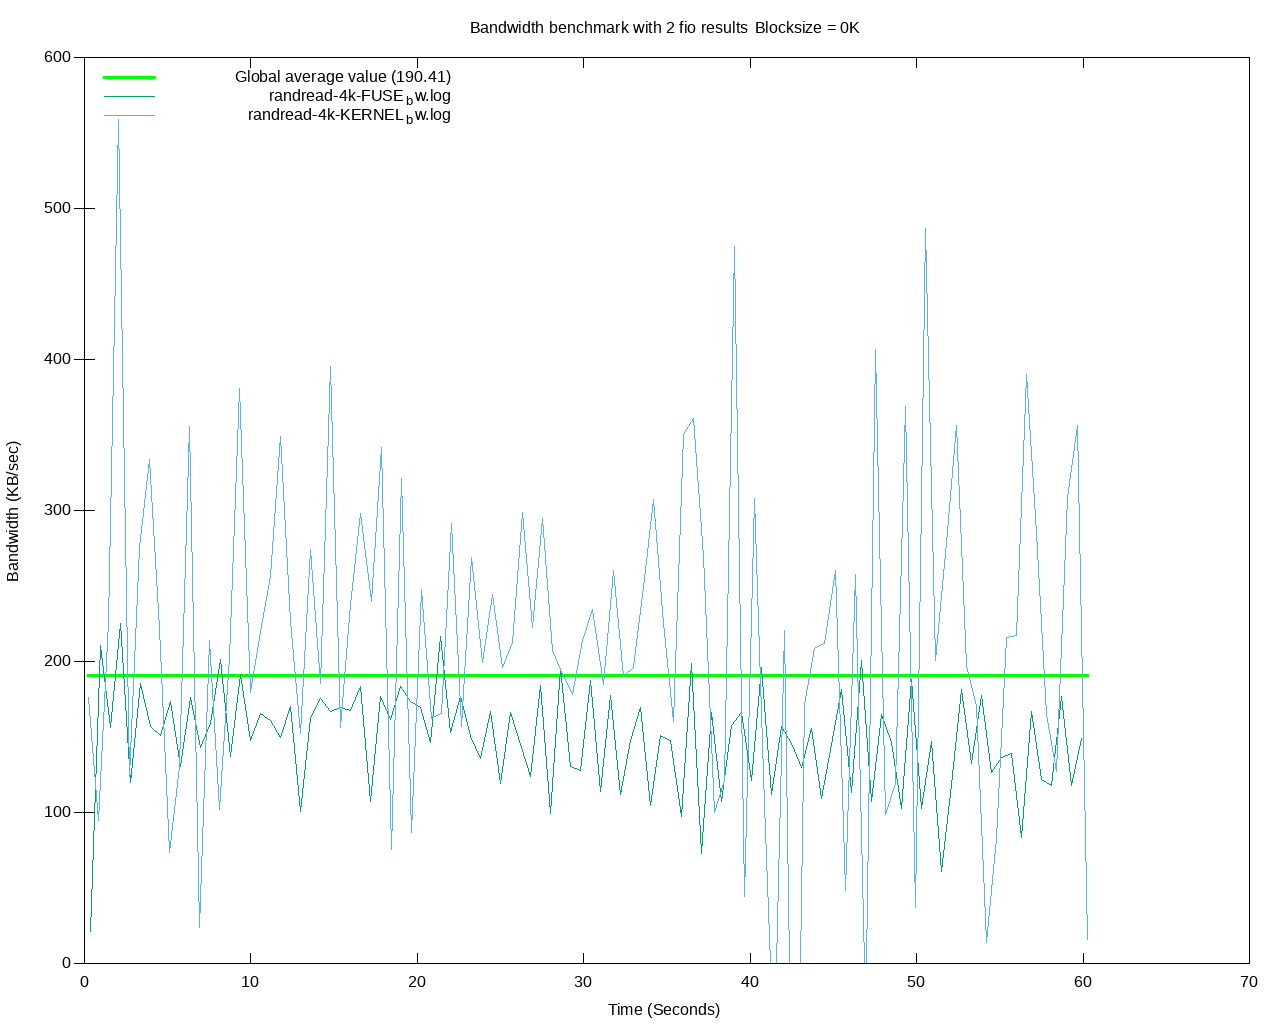 Bandwidth benchmark with 2 fio results Blocksize = 0K
600
Global average value (190.41)
randread-4k-FUSE_bw.log
randread-4k-KERNEL_bw.log
500
400
300
200
100
0
Bandwidth (KB/sec)
0 10 20 30 40 50 60 70
Time (Seconds)